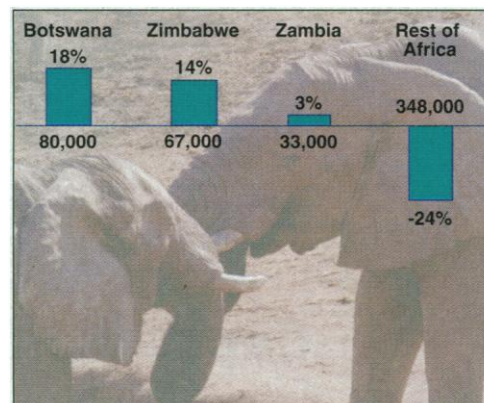 Botswana
18%
80,000
Zimbabwe
14%
67,000
Zambia
3%
33,000
Rest of
Africa
348,000
-24%